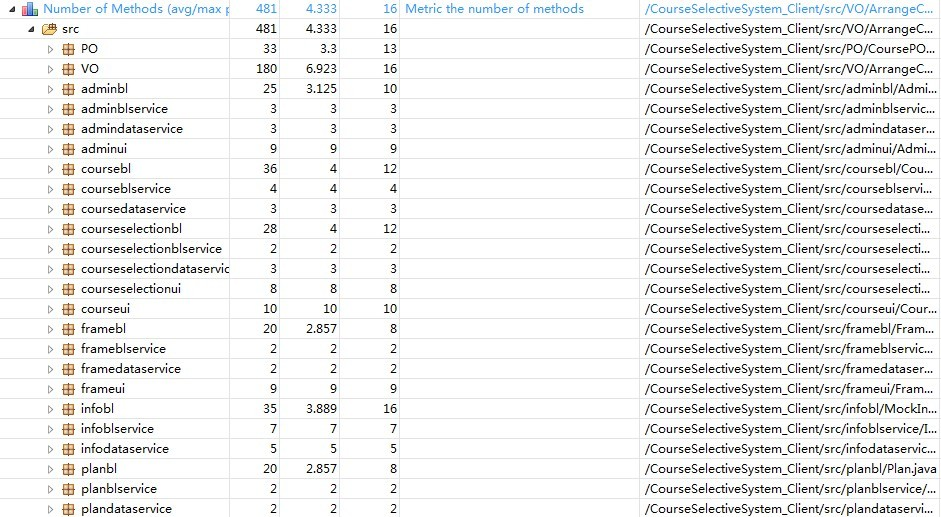 Number of Methods (avg/max p 481 4.333 16 Metric the number of methods /CourseSelectiveSystem_Client/src/VO/ArrangeC...
src 481 4.333 16 /CourseSelectiveSystem_Client/src/VO/ArrangeC...
PO 33 3.3 13 /CourseSelectiveSystem_Client/src/PO/CoursePO...
VO 180 6.923 16 /CourseSelectiveSystem_Client/src/VO/ArrangeC...
adminbl 25 3.125 10 /CourseSelectiveSystem_Client/src/adminbl/Admi...
adminblservice 3 3 3 /CourseSelectiveSystem_Client/src/adminblservic...
admindataservice 3 3 3 /CourseSelectiveSystem_Client/src/admindataser...
adminui 9 9 9 /CourseSelectiveSystem_Client/src/adminui/Admi...
coursebl 36 4 12 /CourseSelectiveSystem_Client/src/coursebl/Cou...
courseblservice 4 4 4 /CourseSelectiveSystem_Client/src/courseblservi...
coursedataservice 3 3 3 /CourseSelectiveSystem_Client/src/coursedatase...
courseselectionbl 28 4 12 /CourseSelectiveSystem_Client/src/courseselecti...
courseselectionblservice 2 2 2 /CourseSelectiveSystem_Client/src/courseselecti...
courseselectiondataservic 3 3 3 /CourseSelectiveSystem_Client/src/courseselecti...
courseselectionui 8 8 8 /CourseSelectiveSystem_Client/src/courseselecti...
courseui 10 10 10 /CourseSelectiveSystem_Client/src/courseui/Cour...
framebl 20 2.857 8 /CourseSelectiveSystem_Client/src/framebl/Fram...
frameblservice 2 2 2 /CourseSelectiveSystem_Client/src/frameblservic...
framedataservice 2 2 2 /CourseSelectiveSystem_Client/src/framedataser...
frameui 9 9 9 /CourseSelectiveSystem_Client/src/frameui/Fram...
infobl 35 3.889 16 /CourseSelectiveSystem_Client/src/infobl/MockIn...
infoblservice 7 7 7 /CourseSelectiveSystem_Client/src/infoblservice/I...
infodataservice 5 5 5 /CourseSelectiveSystem_Client/src/infodataservic...
planbl 20 2.857 8 /CourseSelectiveSystem_Client/src/planbl/Plan.java
planblservice 2 2 2 /CourseSelectiveSystem_Client/src/planblservice/...
plandataservice 2 2 2 /CourseSelectiveSystem_Client/src/plandataservi...